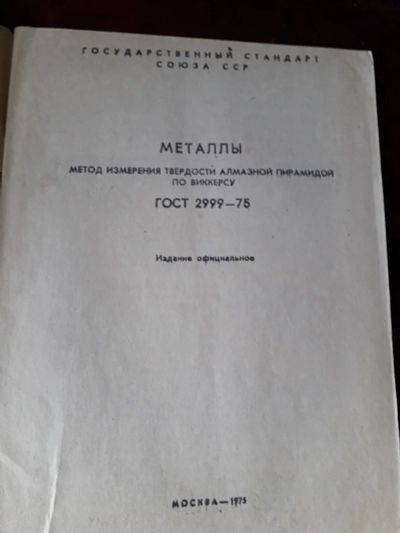 ГОСУДАРСТВЕННЫЙ СТАНДАРТ
СОЮЗА ССР
МЕТАЛЛЫ
МЕТОД ИЗМЕРЕНИЯ ТВЕРДОСТИ АЛМАЗНОЙ ПИРАМИДОЙ
ПО ВИККЕРСУ
ГОСТ 2999—75
Издание официальное
МОСКВА—1975